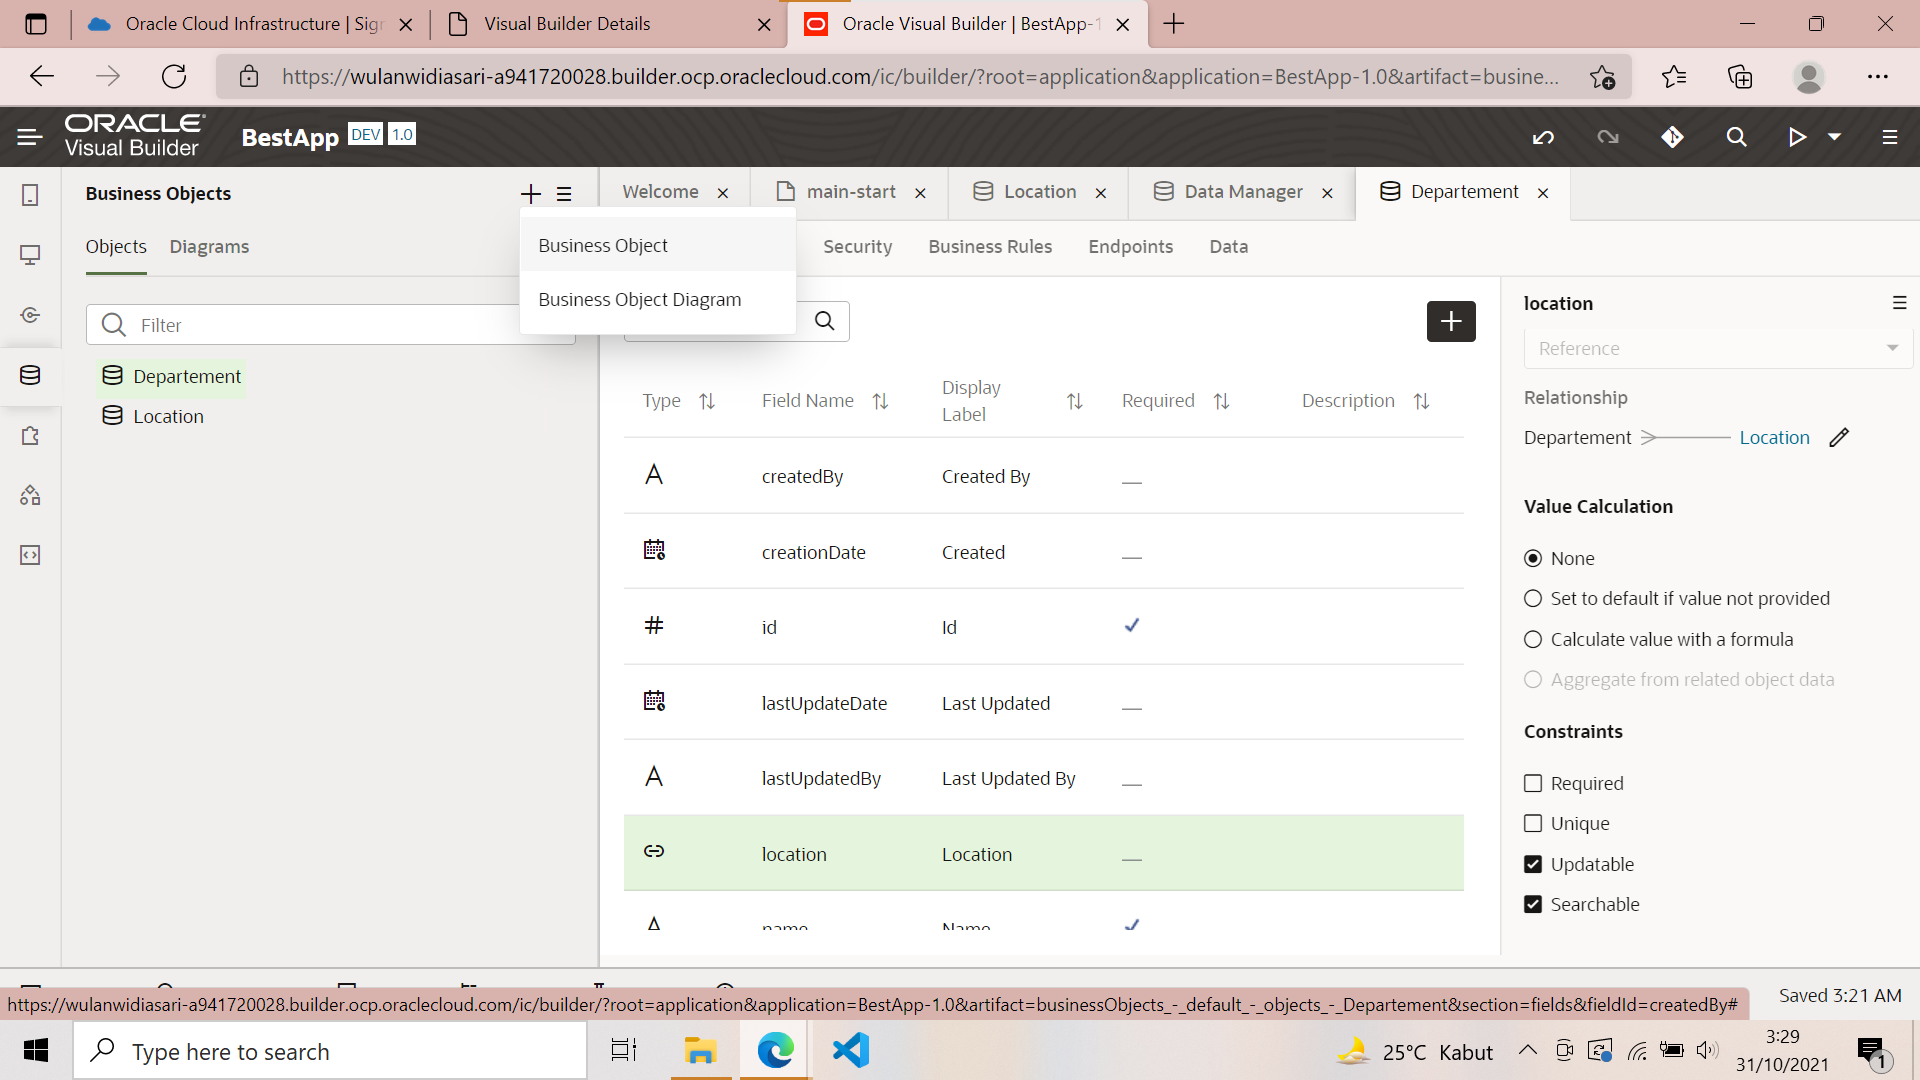 Oracle Cloud Infrastructure | Sign
Visual Builder Details
Oracle Visual Builder | BestApp-1
https://wulanwidiasari-a941720028.builder.ocp.oraclecloud.com/ic/builder/?root=application&application=BestApp-1.0&artifact=busine...
ORACLE
Visual Builder
BestApp DEV 1.0
Business Objects
Welcome
main-start
Location
Data Manager
Departement
Objects
Diagrams
Business Object
Business Object Diagram
Security
Business Rules
Endpoints
Data
Filter
Departement
Location
Type
Field Name
Display
Label
Required
Description
createdBy
Created By
creationDate
Created
id
Id
lastUpdateDate
Last Updated
lastUpdatedBy
Last Updated By
location
Location
name
Name
location
Reference
Relationship
Departement
Location
Value Calculation
None
Set to default if value not provided
Calculate value with a formula
Aggregate from related object data
Constraints
Required
Unique
Updatable
Searchable
https://wulanwidiasari-a941720028.builder.ocp.oraclecloud.com/ic/builder/?root=application&application=BestApp-1.0&artifact=businessObjects_-_default_-_objects_-_Departement&section=fields&fieldId=createdBy#
Saved 3:21 AM
Type here to search
25°C Kabut
3:29
31/10/2021
1